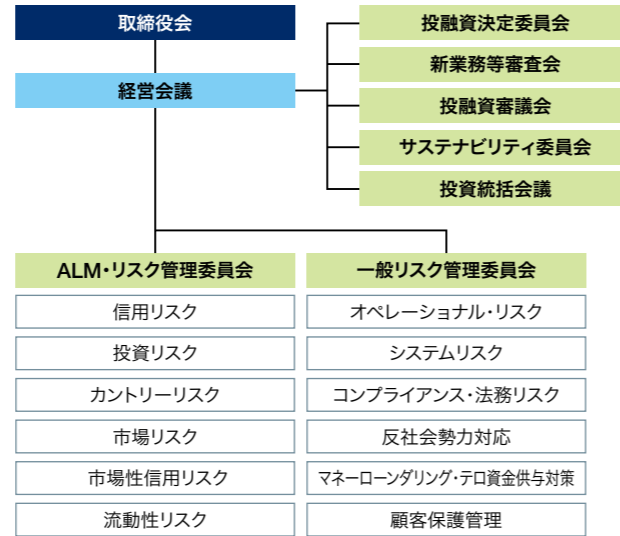 取締役会
経営会議
投融資決定委員会
新業務等審査会
投融資審議会
サステナビリティ委員会
投資統括会議
ALM・リスク管理委員会
信用リスク
投資リスク
カントリーリスク
市場リスク
市場性信用リスク
流動性リスク
一般リスク管理委員会
オペレーショナル・リスク
システムリスク
コンプライアンス・法務リスク
反社会勢力対応
マネーローンダリング・テロ資金供与対策
顧客保護管理